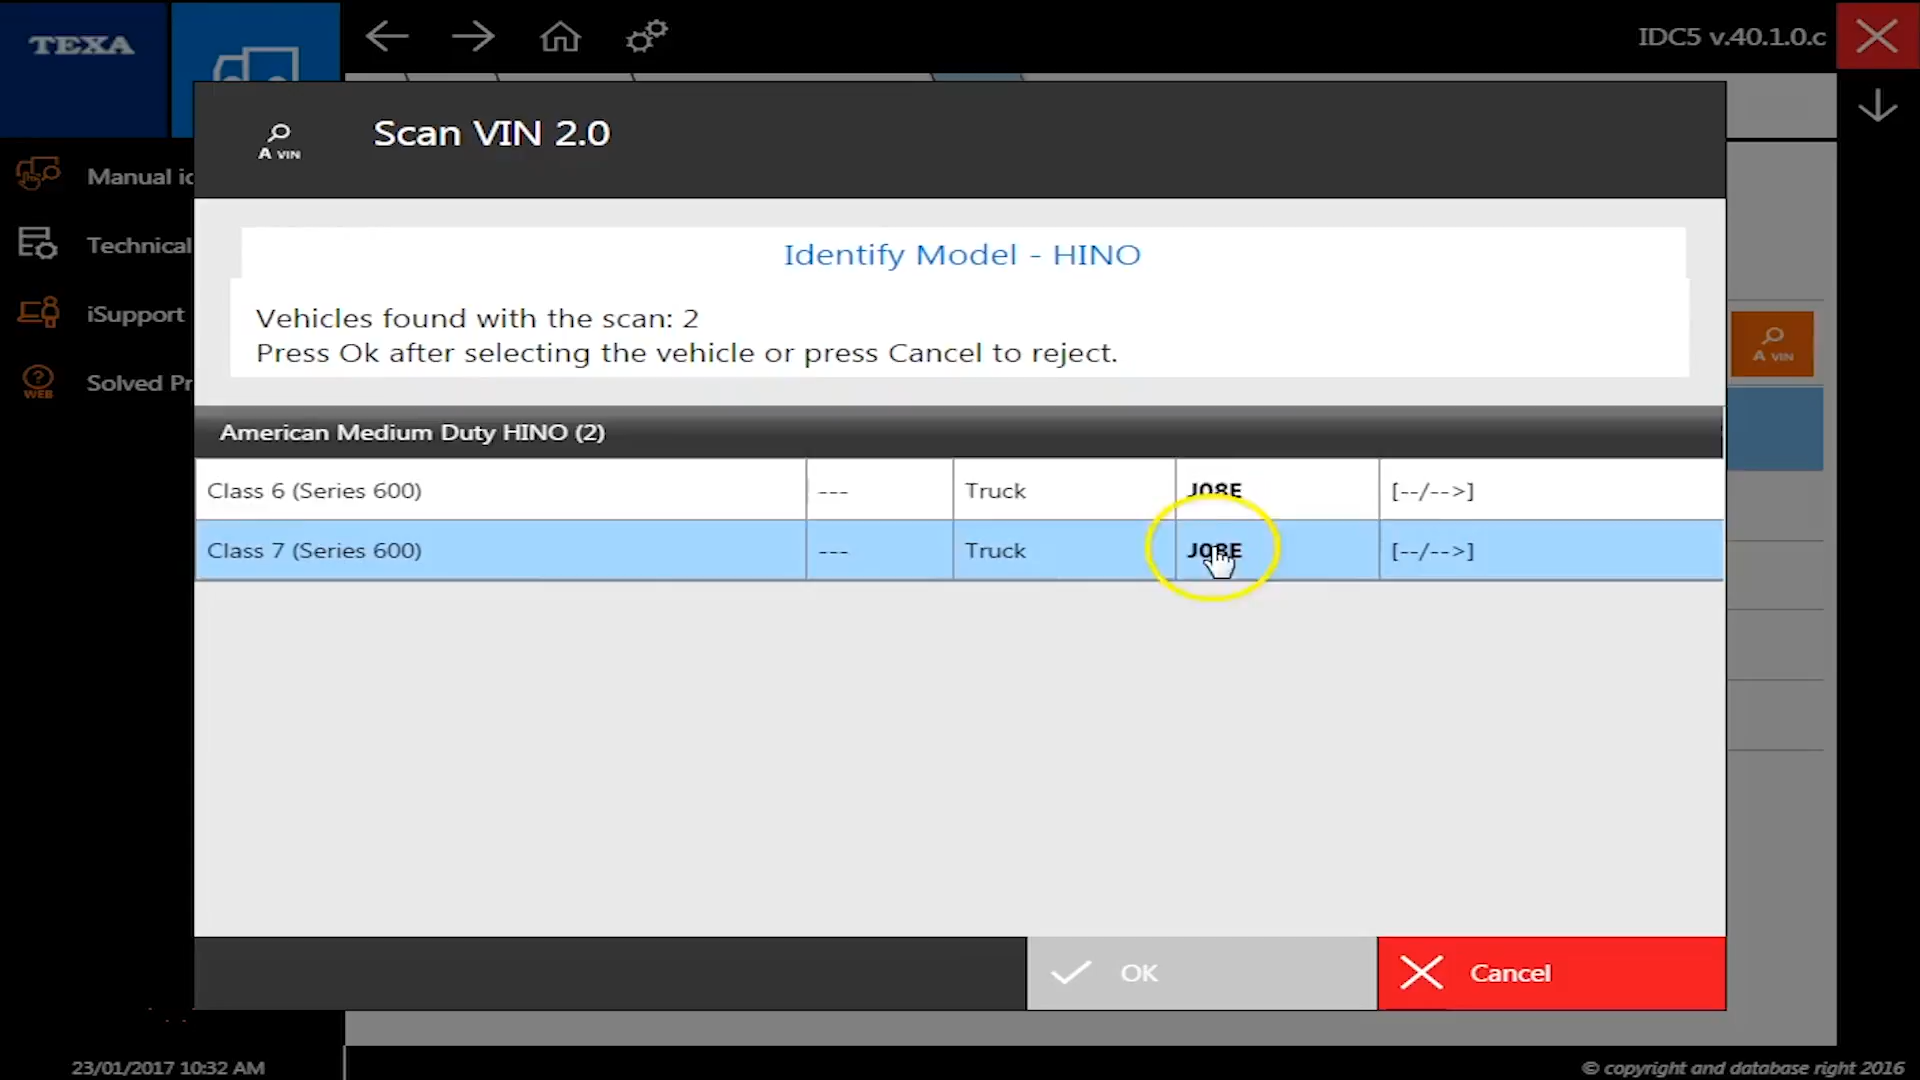 TEXA
IDC5 v.40.1.0.c
A VIN
Scan VIN 2.0
Manual
Technical
iSupport
WEB
Solved
Identify Model - HINO
Vehicles found with the scan: 2
Press Ok after selecting the vehicle or press Cancel to reject.
A VIN
American Medium Duty HINO (2)
Class 6 (Series 600) --- Truck J08E [--/-->]
Class 7 (Series 600) --- Truck J08E [--/-->]
OK
Cancel
23/01/2017 10:32 AM
© copyright and database right 2016